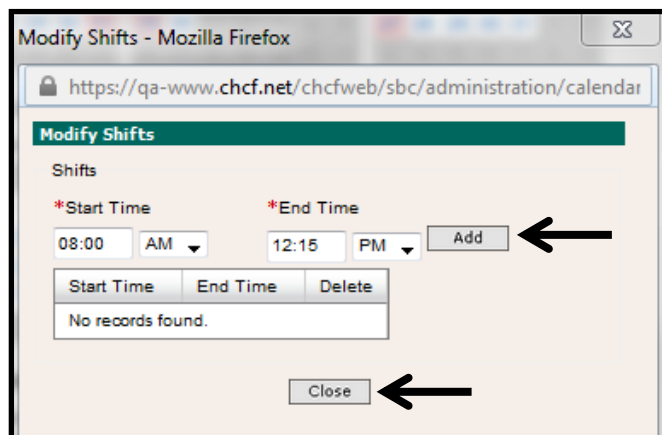 Modify Shifts - Mozilla Firefox
https://qa-www.chcf.net/chcfweb/sbc/administration/calendar
Modify Shifts
Shifts
*Start Time *End Time
08:00 AM 12:15 PM Add
Start Time End Time Delete
No records found.
Close